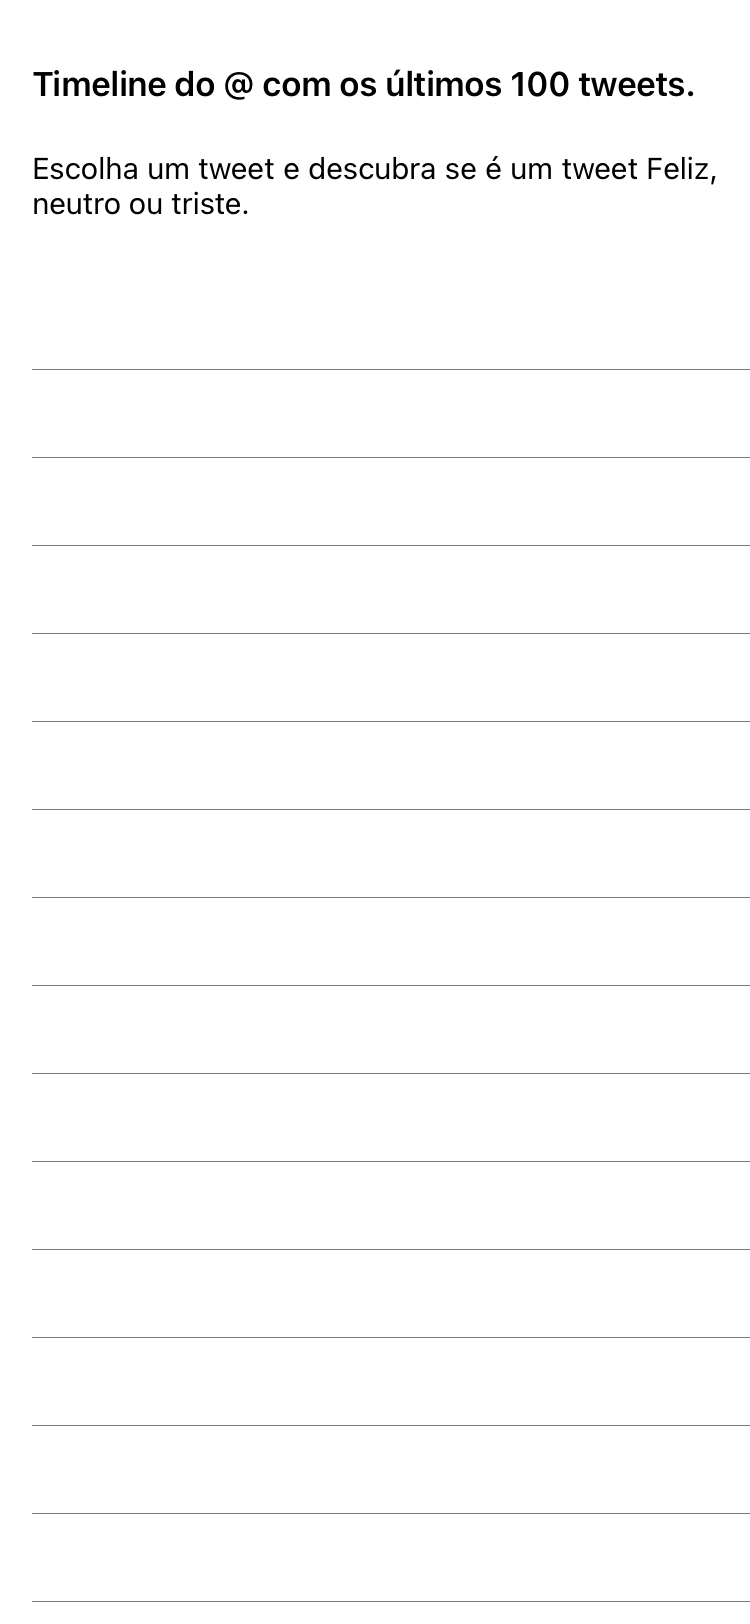 Timeline do @ com os últimos 100 tweets.
Escolha um tweet e descubra se é um tweet Feliz,
neutro ou triste.